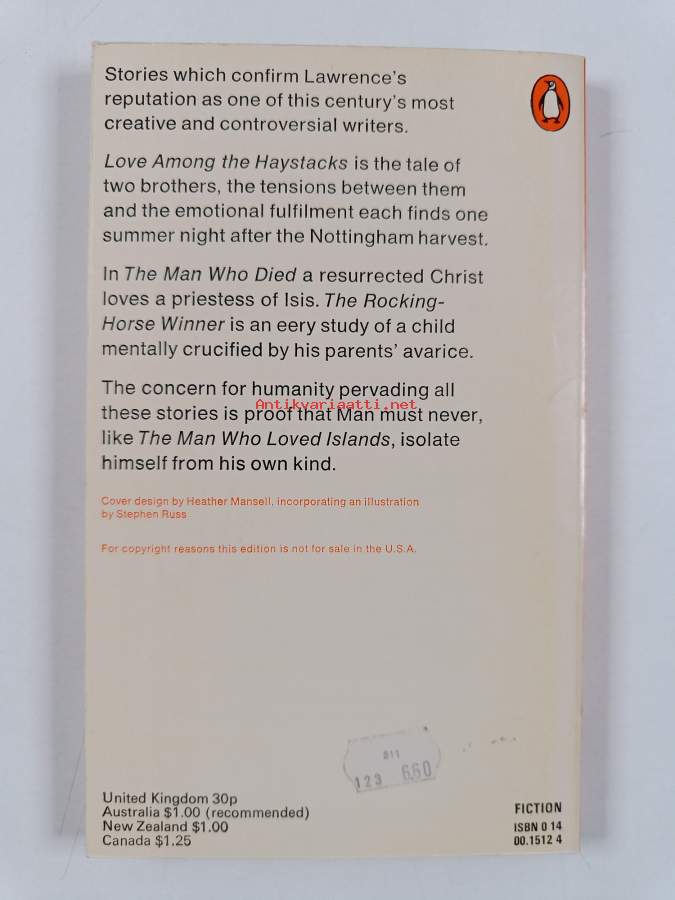 Stories which confirm Lawrence's
reputation as one of this century's most
creative and controversial writers.
Love Among the Haystacks is the tale of
two brothers, the tensions between them
and the emotional fulfilment each finds one
summer night after the Nottingham harvest.
In The Man Who Died a resurrected Christ
loves a priestess of Isis. The Rocking-
Horse Winner is an eery study of a child
mentally crucified by his parents' avarice.
The concern for humanity pervading all
Antikvariaatti.net
these stories is proof that Man must never,
like The Man Who Loved Islands, isolate
himself from his own kind.
Cover design by Heather Mansell, incorporating an illustration
by Stephen Russ
For copyright reasons this edition is not for sale in the U.S.A.
811
123 660
United Kingdom 30p
Australia $1.00 (recommended)
New Zealand $1.00
Canada $1.25
FICTION
ISBN 0 14
00.1512 4